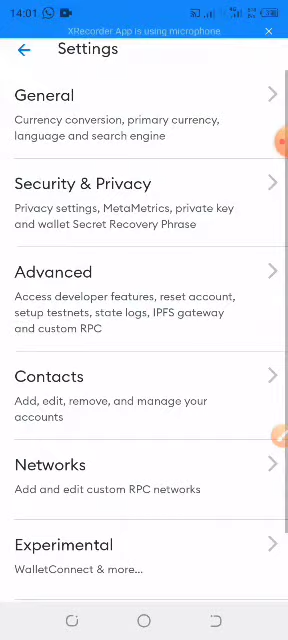 14:01
XRecorder App is using microphone
Settings
General
Currency conversion, primary currency,
language and search engine
Security & Privacy
Privacy settings, MetaMetrics, private key
and wallet Secret Recovery Phrase
Advanced
Access developer features, reset account,
setup testnets, state logs, IPFS gateway
and custom RPC
Contacts
Add, edit, remove, and manage your
accounts
Networks
Add and edit custom RPC networks
Experimental
WalletConnect & more...